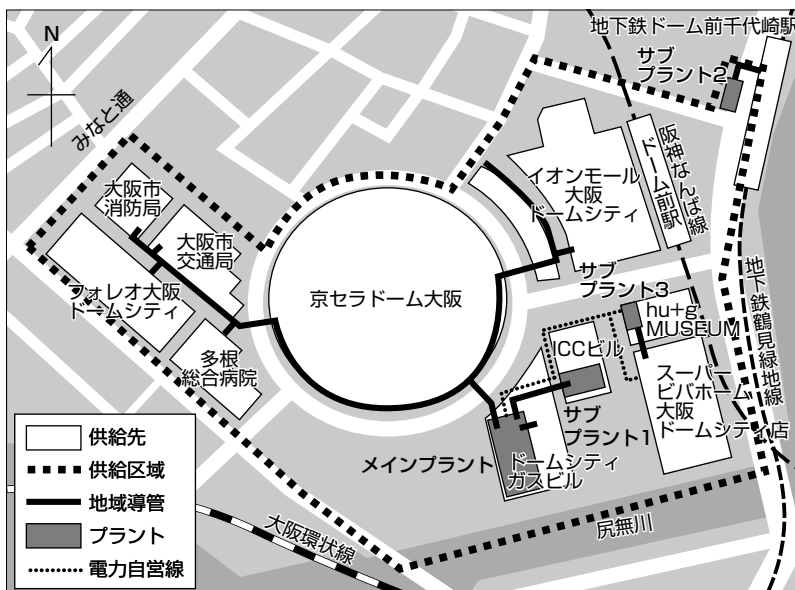 地下鉄ドーム前千代崎駅
サブ
プラント2
N
みなと通
阪神なんば線
ドーム前駅
イオンモール
大阪
ドームシティ
大阪市
消防局
大阪市
交通局
フォレオ大阪
ドームシティ
多根
総合病院
京セラドーム大阪
サブ
プラント3
hu+g
MUSEUM
ICCビル
地下鉄鶴見緑地線
スーパー
ビバホーム
大阪
ドームシティ店
サブ
プラント1
メインプラント
ドームシティ
ガスビル
尻無川
大阪環状線
供給先
供給区域
地域導管
プラント
電力自営線